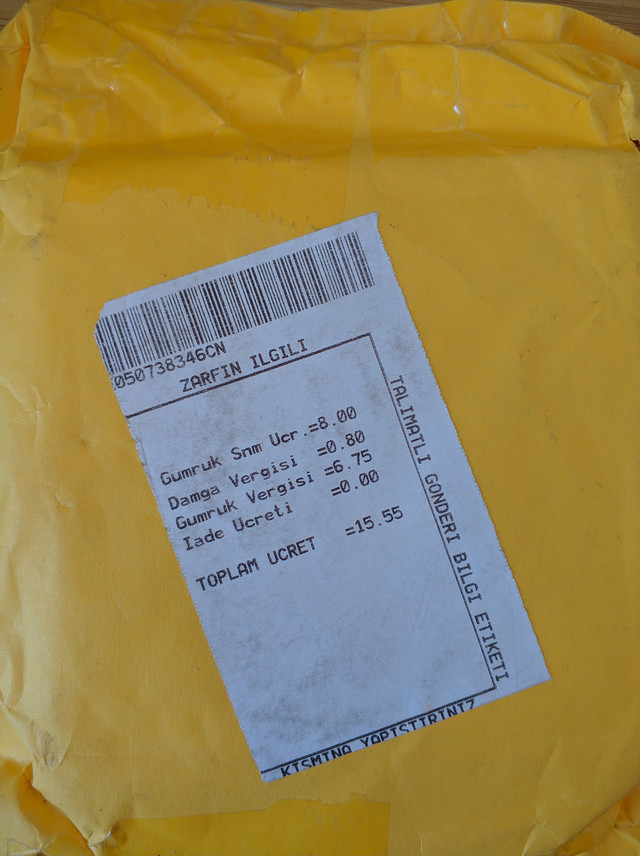 050738346CN
ZARFIN ILGILI
Gumruk Snm Ucr.=8.00
Damga Vergisi =0.80
Gumruk Vergisi =6.75
Iade Ucreti =0.00
TOPLAM UCRET =15.55
TALIMATLI GONDERI BILGI ETIKETI
KISMINA YAPISTIRINIZ